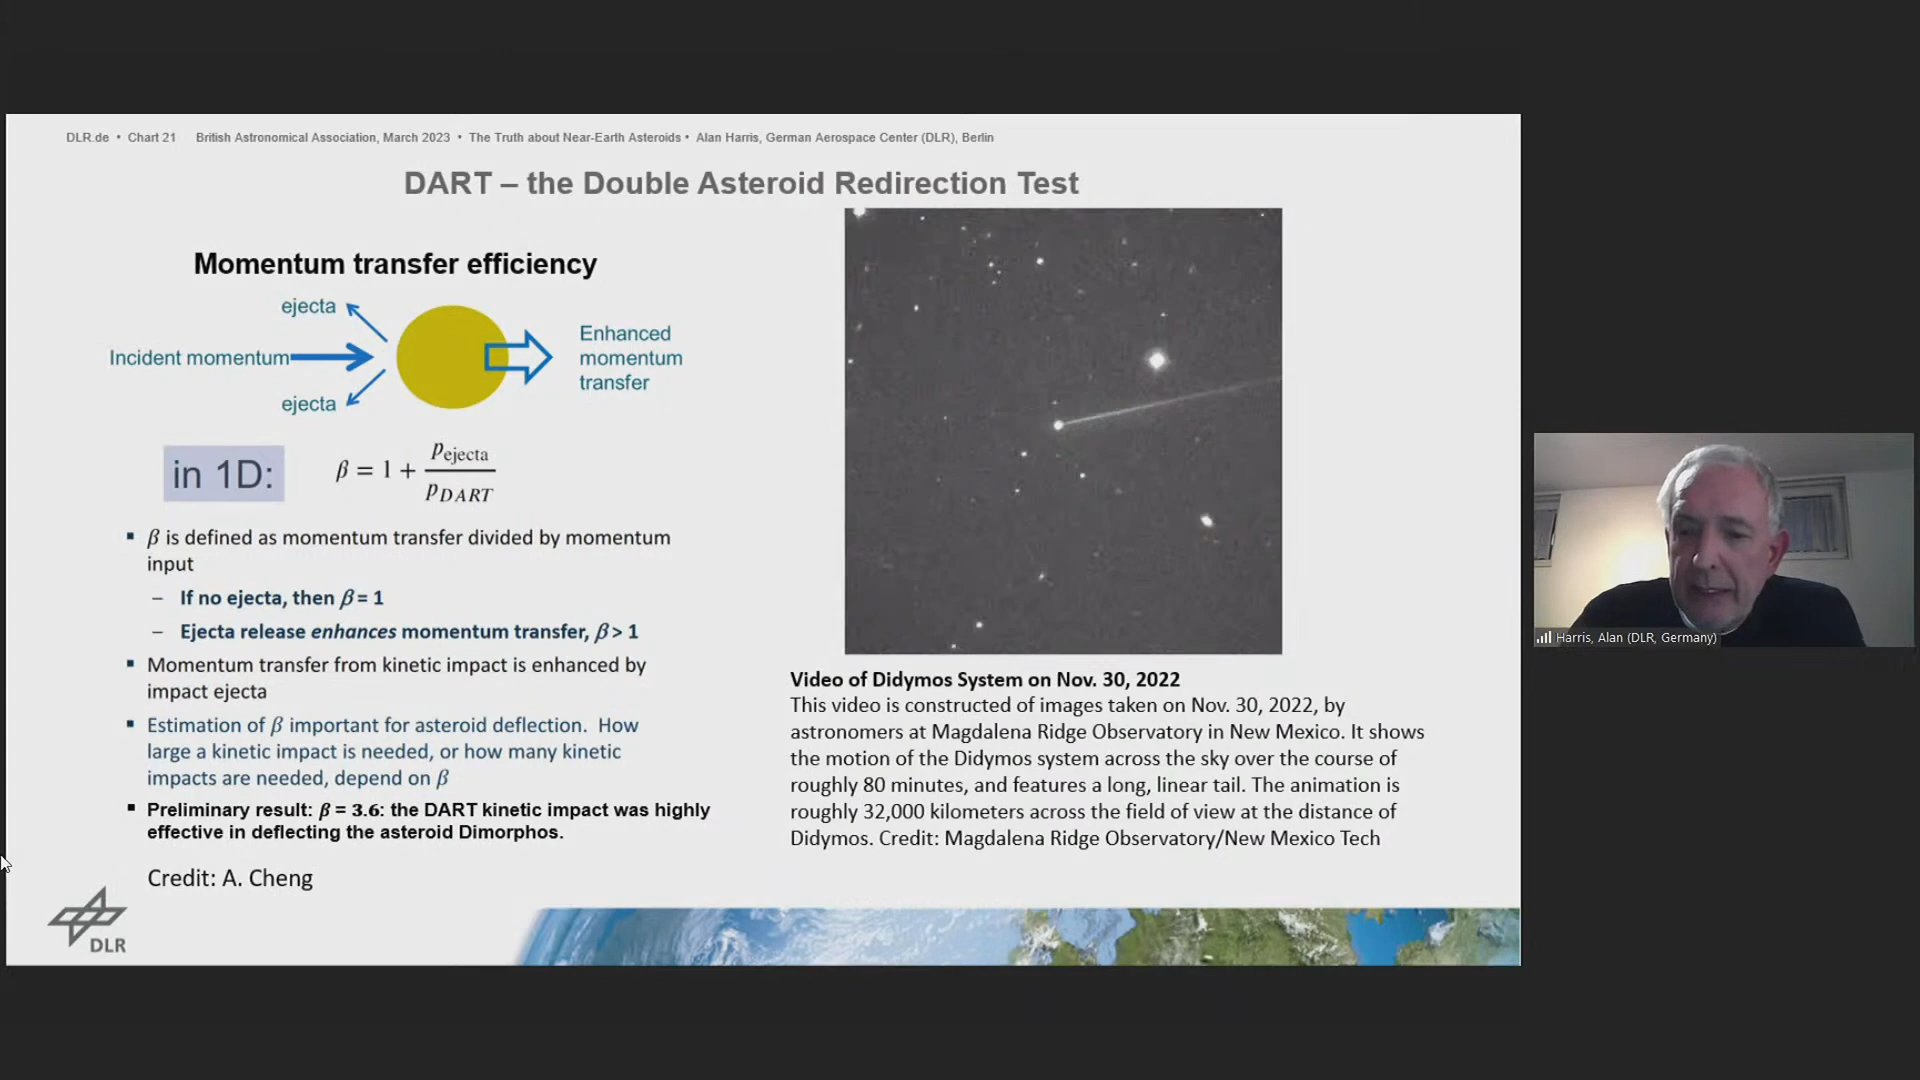 DLR.de • Chart 21 British Astronomical Association, March 2023 • The Truth about Near-Earth Asteroids • Alan Harris, German Aerospace Center (DLR), Berlin
DART – the Double Asteroid Redirection Test
Momentum transfer efficiency
ejecta
Incident momentum
ejecta
Enhanced
momentum
transfer
in 1D:
β = 1 + p_ejecta / p_DART
▪ β is defined as momentum transfer divided by momentum
input
– If no ejecta, then β = 1
– Ejecta release enhances momentum transfer, β > 1
▪ Momentum transfer from kinetic impact is enhanced by
impact ejecta
▪ Estimation of β important for asteroid deflection. How
large a kinetic impact is needed, or how many kinetic
impacts are needed, depend on β
▪ Preliminary result: β = 3.6: the DART kinetic impact was highly
effective in deflecting the asteroid Dimorphos.
Credit: A. Cheng
DLR
Video of Didymos System on Nov. 30, 2022
This video is constructed of images taken on Nov. 30, 2022, by
astronomers at Magdalena Ridge Observatory in New Mexico. It shows
the motion of the Didymos system across the sky over the course of
roughly 80 minutes, and features a long, linear tail. The animation is
roughly 32,000 kilometers across the field of view at the distance of
Didymos. Credit: Magdalena Ridge Observatory/New Mexico Tech
Harris, Alan (DLR, Germany)